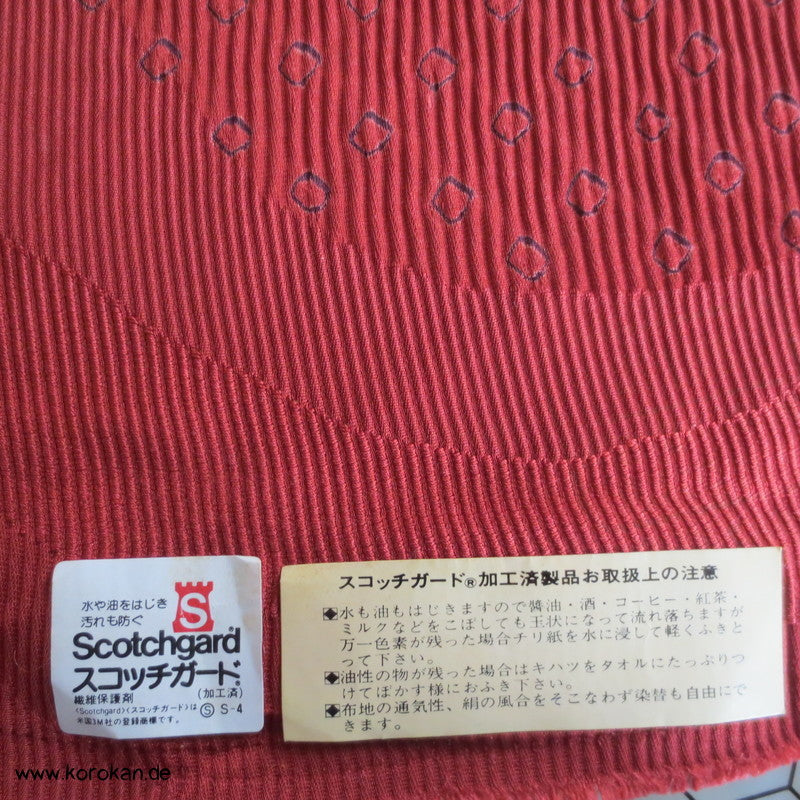 水や油をはじき
汚れも防ぐ
S
Scotchgard
スコッチガード®
(加工済)
繊維保護剤
〈Scotchgard〉〈スコッチガード〉は
米国3M社の登録商標です。
Ⓢ S-4
スコッチガード®加工済製品お取扱上の注意
◆水も油もはじきますので醬油・酒・コーヒー・紅茶・
ミルクなどをこぼしても玉状になって流れ落ちますが
万一色素が残った場合チリ紙を水に浸して軽くふきと
って下さい。
◆油性の物が残った場合はキハツをタオルにたっぷりつ
けてぼかす様におふき下さい。
◆布地の通気性、絹の風合をそこなわず染替も自由にで
きます。
www.korokan.de